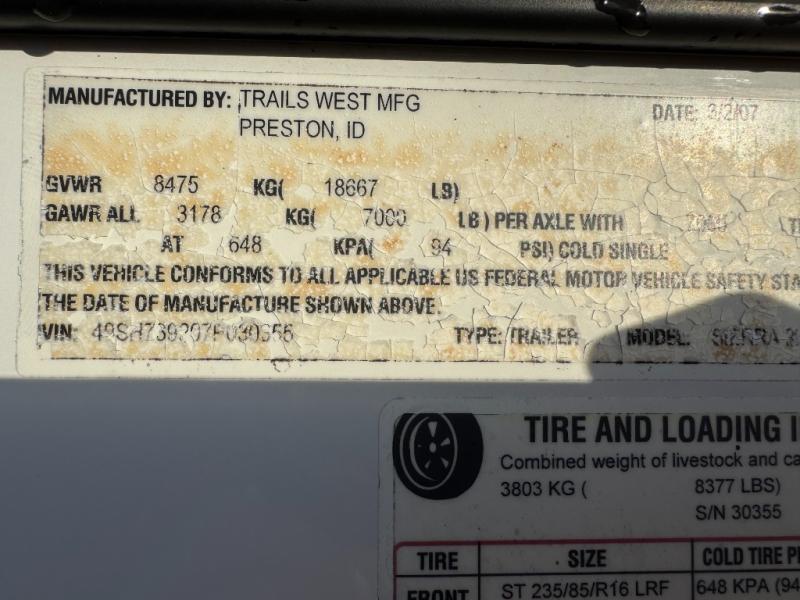 MANUFACTURED BY: TRAILS WEST MFG DATE: 3/2/07
PRESTON, ID
GVWR 8475 KG( 18667 LB)
GAWR ALL 3178 KG( 7000 LB ) PER AXLE WITH
AT 648 KPA( 94 PSI) COLD SINGLE
THIS VEHICLE CONFORMS TO ALL APPLICABLE US FEDERAL MOTOR VEHICLE SAFETY STA
THE DATE OF MANUFACTURE SHOWN ABOVE.
VIN: TYPE: TRAILER MODEL: SIERRA
TIRE AND LOADING I
Combined weight of livestock and ca
3803 KG ( 8377 LBS)
S/N 30355
TIRE SIZE COLD TIRE P
FRONT ST 235/85/R16 LRF 648 KPA (94